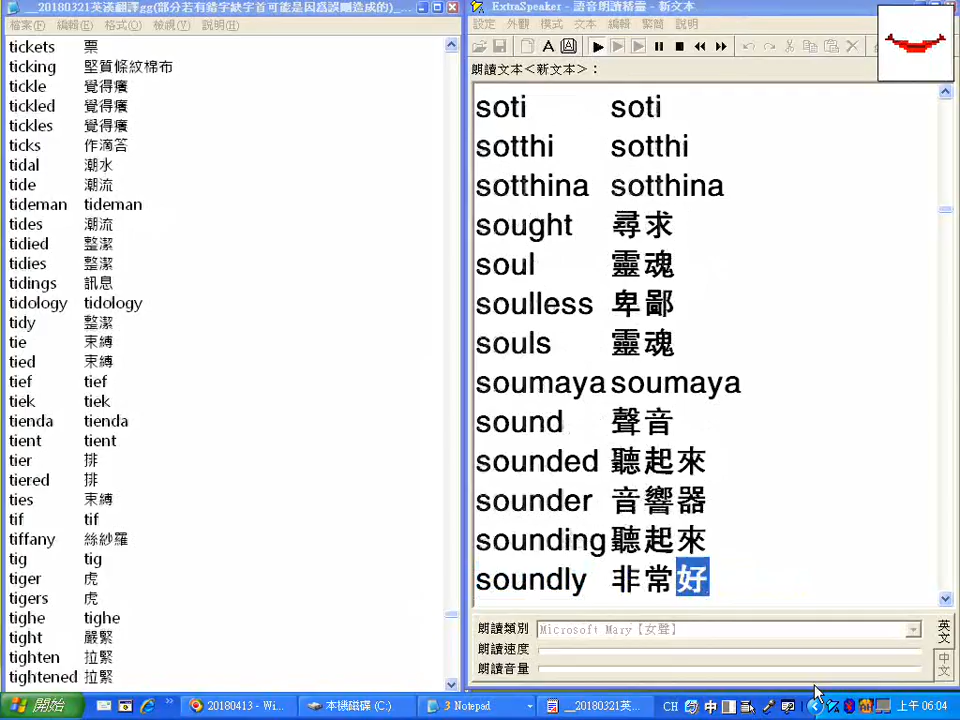 __20180321英漢翻譯gg(部分若有錯字缺字首可能是因爲誤刪造成的)_...
檔案(F) 編輯(E) 格式(O) 檢視(V) 說明(H)
tickets 票
ticking 堅質條紋棉布
tickle 覺得癢
tickled 覺得癢
tickles 覺得癢
ticks 作滴答
tidal 潮水
tide 潮流
tideman tideman
tides 潮流
tidied 整潔
tidies 整潔
tidings 訊息
tidology tidology
tidy 整潔
tie 束縛
tied 束縛
tief tief
tiek tiek
tienda tienda
tient tient
tier 排
tiered 排
ties 束縛
tif tif
tiffany 絲紗羅
tig tig
tiger 虎
tigers 虎
tighe tighe
tight 嚴緊
tighten 拉緊
tightened 拉緊
ExtraSpeaker - 語音朗讀精靈 - 新文本
設定 外觀 模式 文本 編輯 繁簡 說明
朗讀文本<新文本>：
soti soti
sotthi sotthi
sotthina sotthina
sought 尋求
soul 靈魂
soulless 卑鄙
souls 靈魂
soumaya soumaya
sound 聲音
sounded 聽起來
sounder 音響器
sounding 聽起來
soundly 非常好
朗讀類別 Microsoft Mary【女聲】
朗讀速度
朗讀音量
英文
中文
開始 20180413 - Wi... 本機磁碟 (C:) 3 Notepad __20180321英... CH 中 上午 06:04